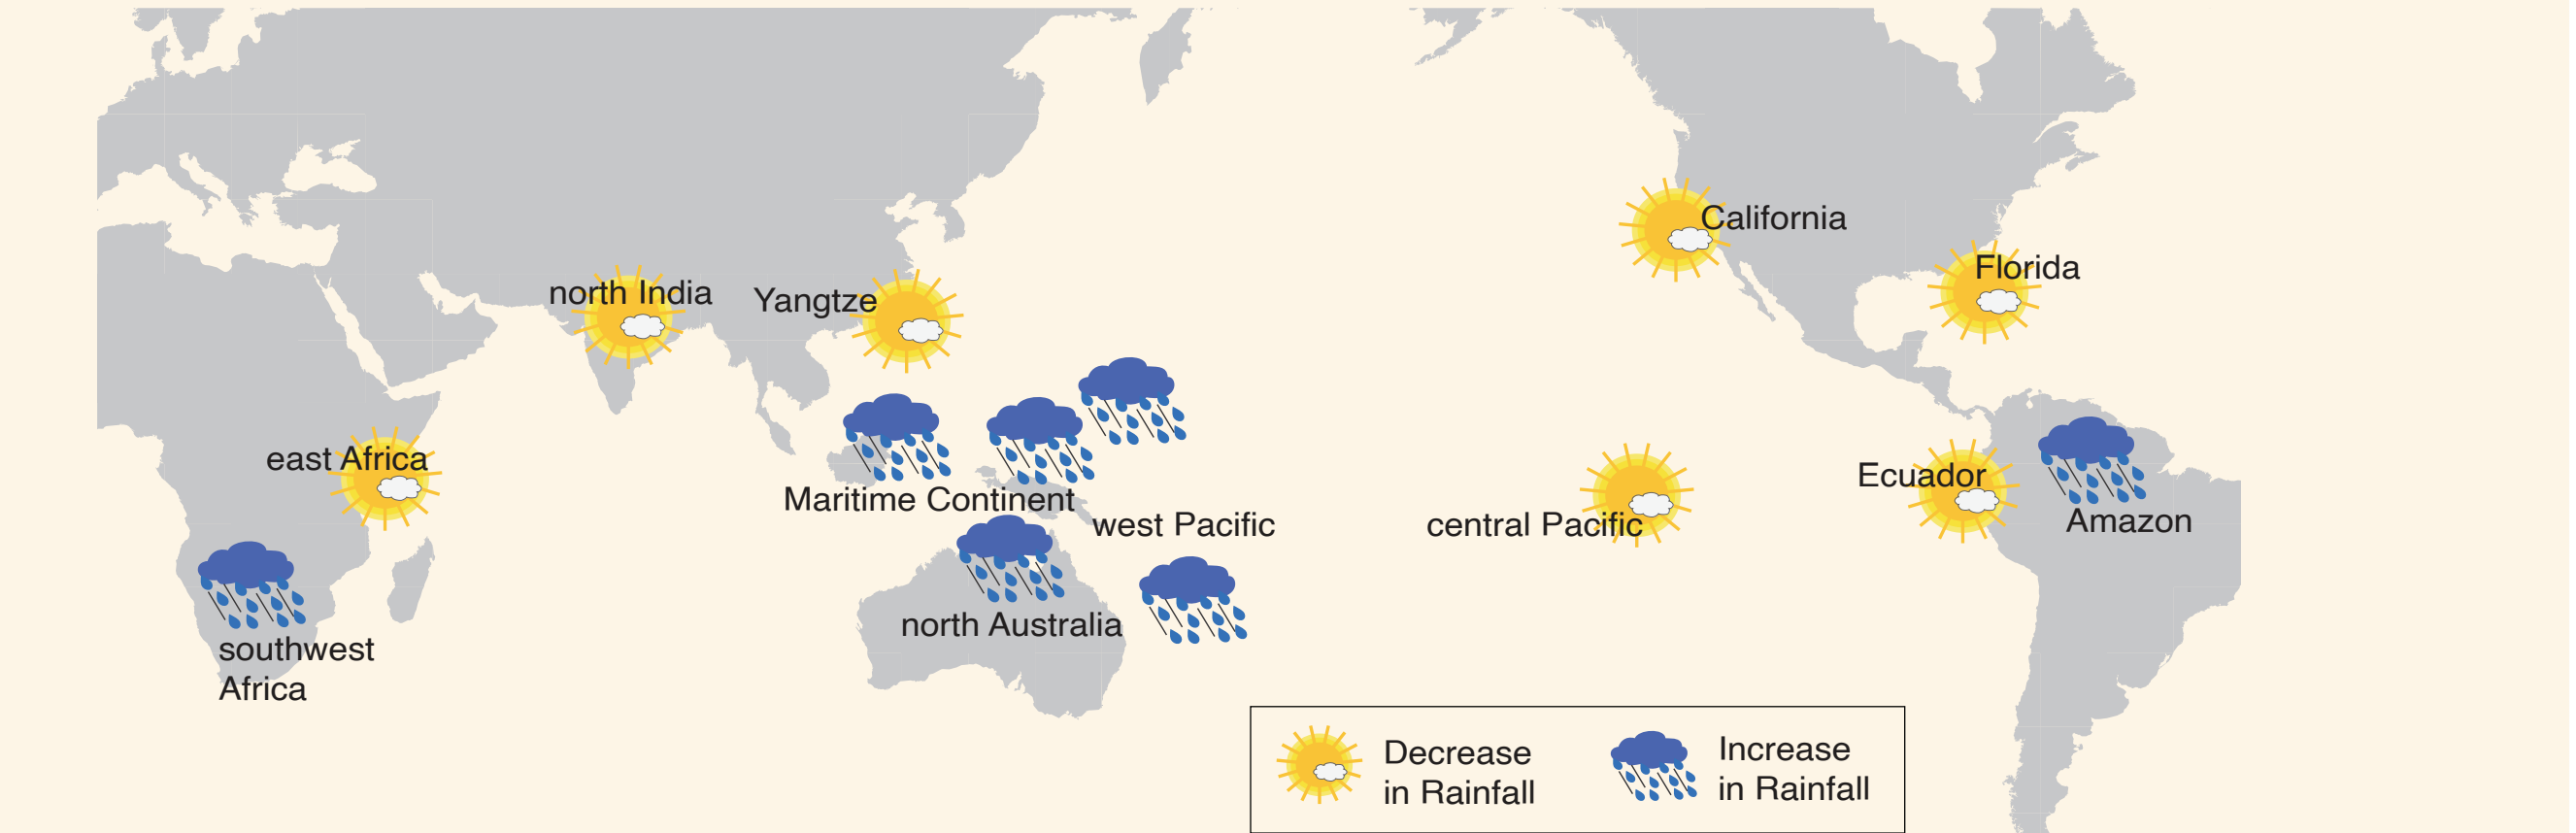 California
Florida
north India
Yangtze
east Africa
Ecuador
Maritime Continent
west Pacific
central Pacific
Amazon
north Australia
southwest
Africa
Decrease
in Rainfall
Increase
in Rainfall